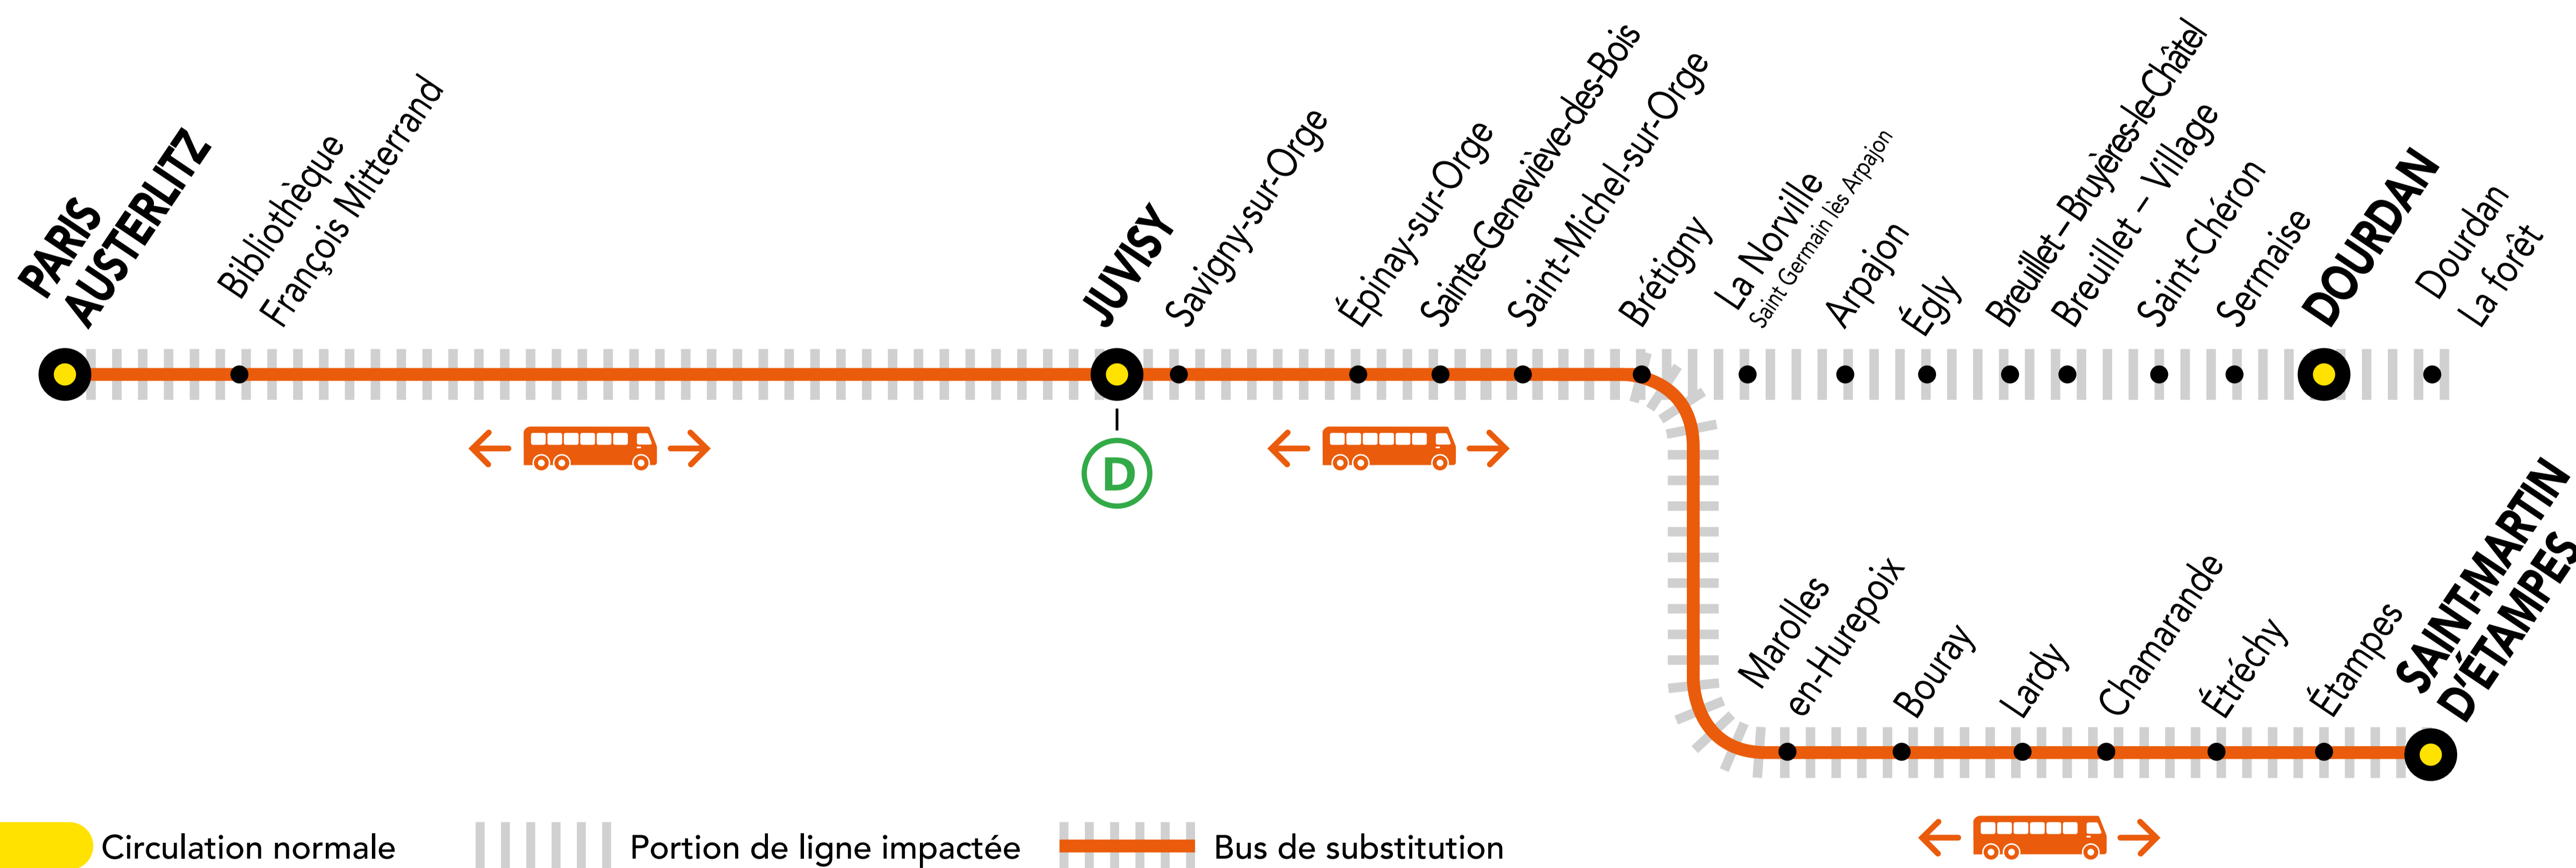 PARIS
AUSTERLITZ
Bibliothèque
François Mitterrand
JUVISY
Savigny-sur-Orge
Épinay-sur-Orge
Sainte-Geneviève-des-Bois
Saint-Michel-sur-Orge
Brétigny
La Norville
Saint Germain lès Arpajon
Arpajon
Égly
Breuillet – Bruyères-le-Châtel
Breuillet – Village
Saint-Chéron
Sermaise
DOURDAN
Dourdan
La forêt
D
Marolles
en-Hurepoix
Bouray
Lardy
Chamarande
Étréchy
Étampes
SAINT-MARTIN
D'ÉTAMPES
Circulation normale
Portion de ligne impactée
Bus de substitution